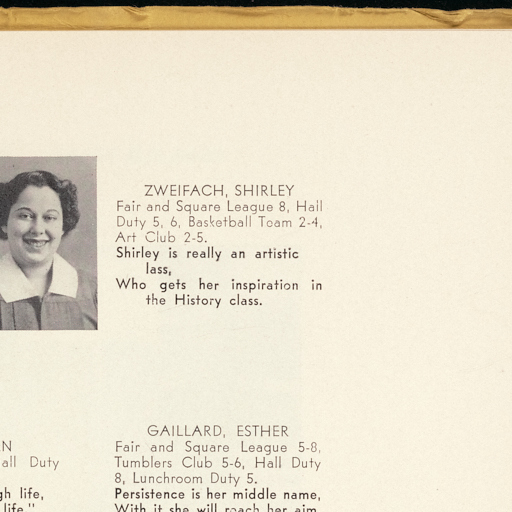 ZWEIFACH, SHIRLEY
Fair and Square League 8, Hall
Duty 5, 6, Basketball Team 2-4,
Art Club 2-5.
Shirley is really an artistic
lass,
Who gets her inspiration in
the History class.
GAILLARD, ESTHER
Fair and Square League 5-8,
Tumblers Club 5-6, Hall Duty
8, Lunchroom Duty 5.
Persistence is her middle name,
With it she will reach her aim.
N
all Duty
gh life,
life."